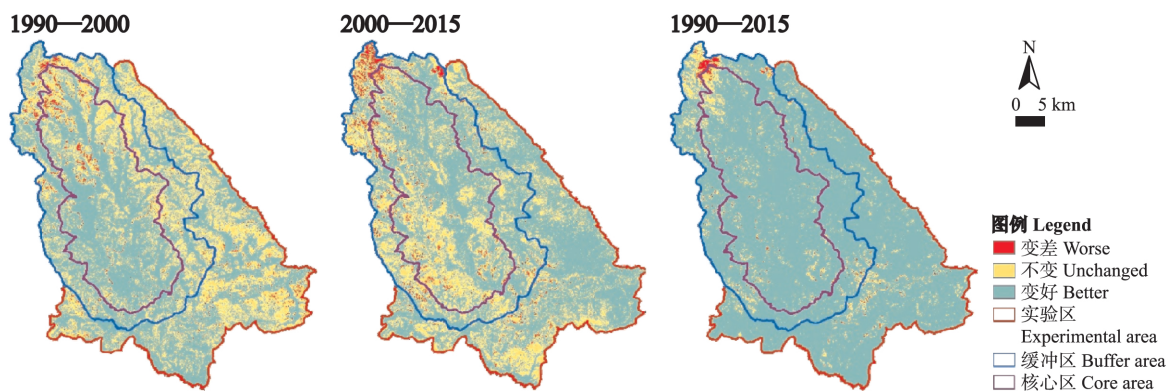 1990—2000
2000—2015
1990—2015
N
0 5 km
图例 Legend
变差 Worse
不变 Unchanged
变好 Better
实验区
Experimental area
缓冲区 Buffer area
核心区 Core area